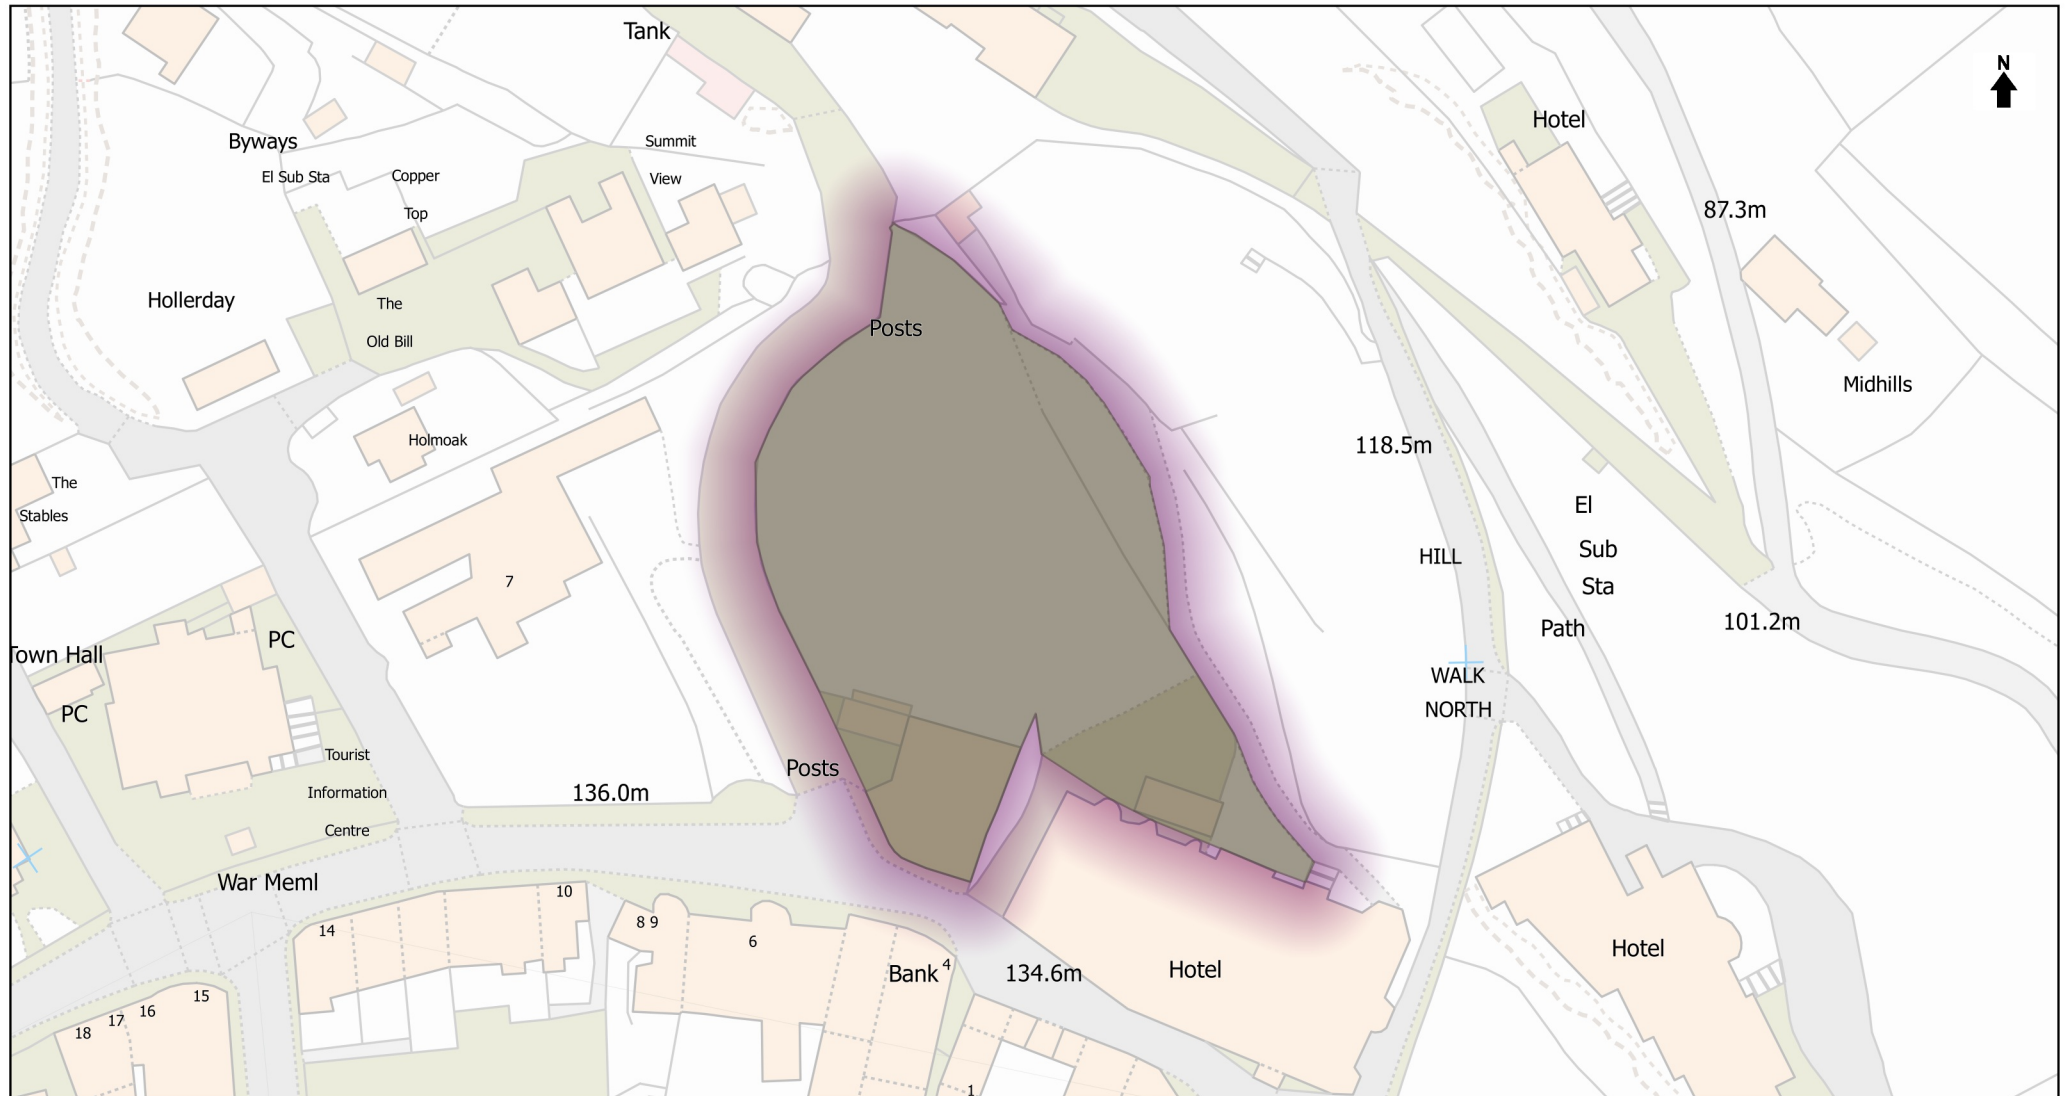 Tank
N
Hotel
Byways
Summit
View
El Sub Sta
Copper
Top
87.3m
Hollerday
The
Old Bill
Posts
Midhills
Holmoak
118.5m
The
Stables
El
Sub
Sta
HILL
7
Path
101.2m
PC
Town Hall
WALK
NORTH
PC
Tourist
Information
Centre
Posts
136.0m
War Meml
10
14
8 9
6
Bank
4
134.6m
Hotel
Hotel
15
16
17
18
1